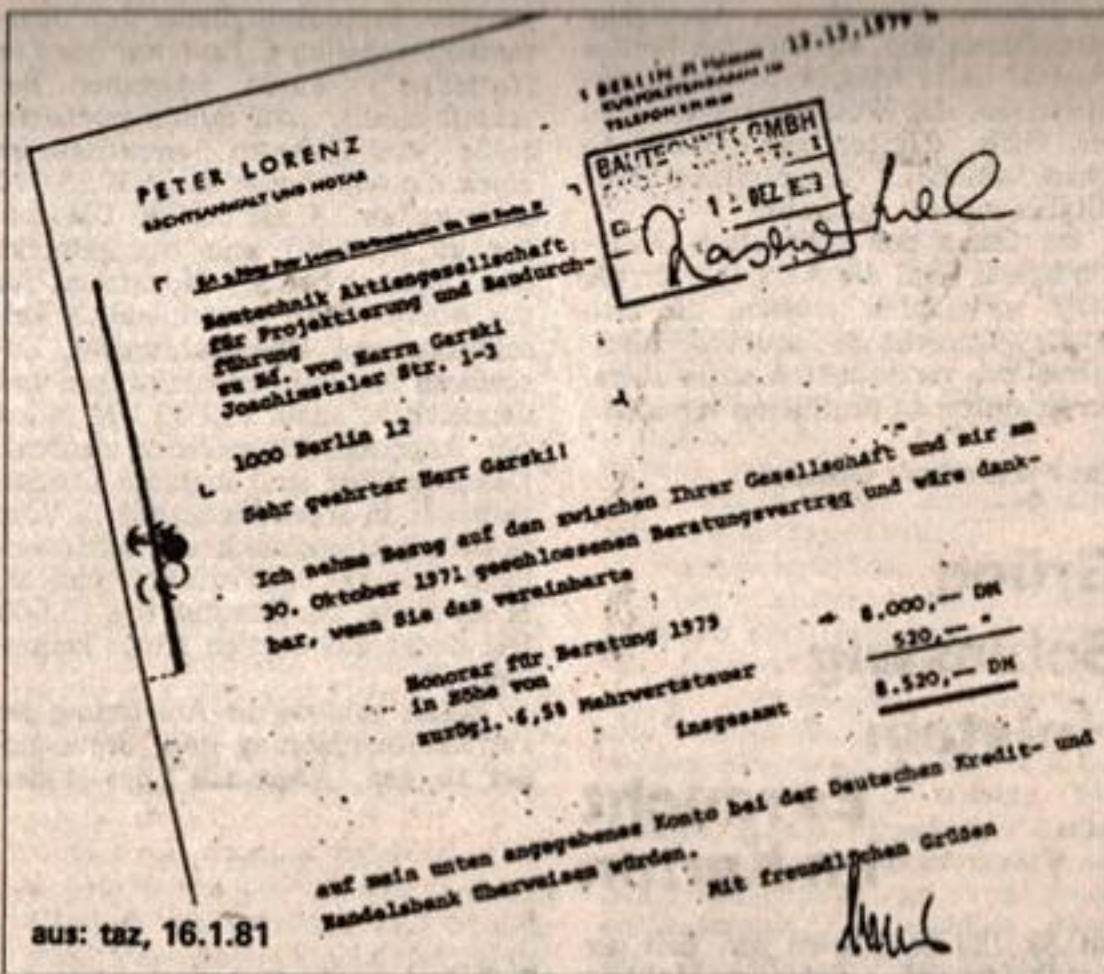 12.12.1979
1 BERLIN 31
TELEFON
PETER LORENZ
RECHTSANWALT UND NOTAR
BAUTECHNIK GMBH
DEZ
Bautechnik Aktiengesellschaft
für Projektierung und Baudurch-
führung
zu Hd. von Herrn Garski
Joachimstaler Str. 1-3
1000 Berlin 12
Sehr geehrter Herr Garski!
Ich nehme Bezug auf den zwischen Ihrer Gesellschaft und mir am
30. Oktober 1971 geschlossenen Beratungsvertrag und wäre dank-
bar, wenn Sie das vereinbarte
Honorar für Beratung 1979
in Höhe von 8.000,-- DM
zuzügl. 6,5% Mehrwertsteuer 520,-- "
insgesamt 8.520,-- DM
auf mein unten angegebenes Konto bei der Deutschen Kredit- und
Handelsbank überweisen würden.
Mit freundlichen Grüßen
aus: taz, 16.1.81